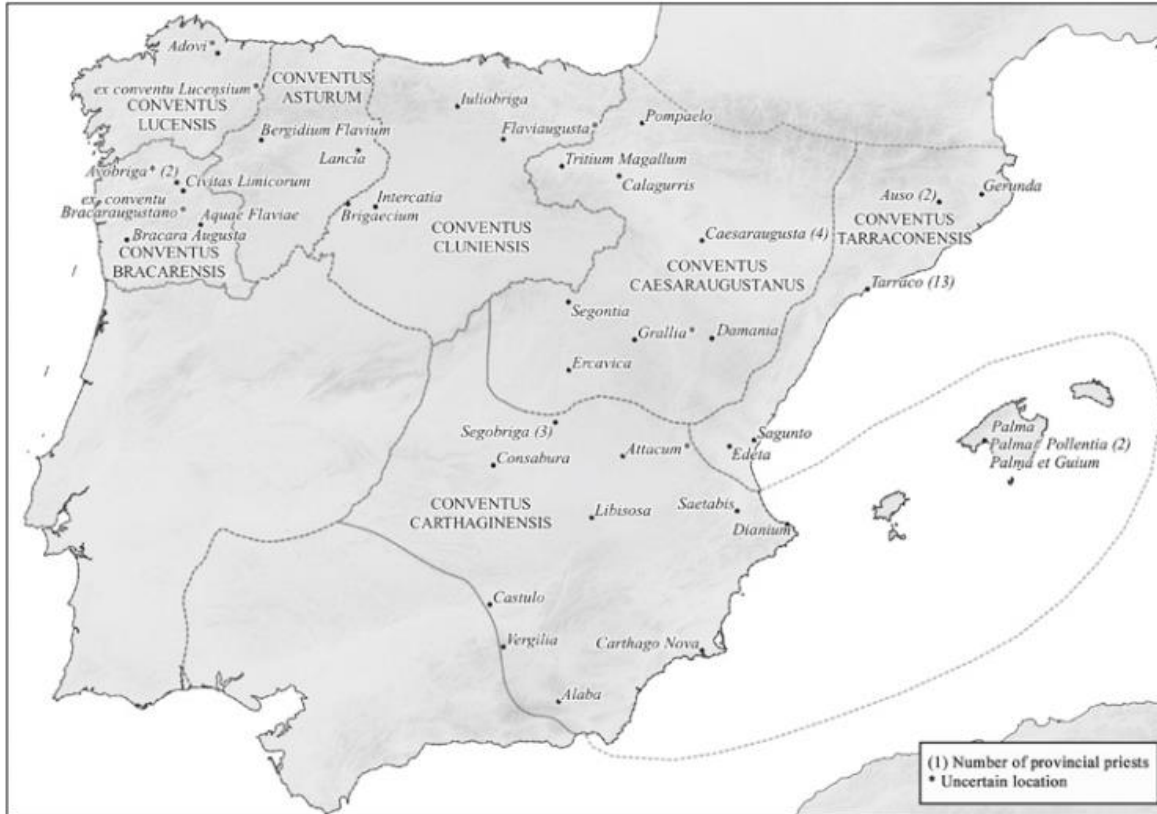 Adovi*
ex conventu Lucensium*
CONVENTUS
LUCENSIS
CONVENTUS
ASTURUM
Bergidium Flavium
Lancia*
Iuliobriga
Flaviaugusta*
Pompaelo
Tritium Magallum
Calagurris
Avobriga* (2)
Civitas Limicorum
ex conventu
Bracaraugustano*
Aquae Flaviae
Bracara Augusta
CONVENTUS
BRACARENSIS
Brigaecium
Intercatia
CONVENTUS
CLUNIENSIS
Caesaraugusta (4)
CONVENTUS
CAESARAUGUSTANUS
Auso (2)
Gerunda
CONVENTUS
TARRACONENSIS
Tarraco (13)
Segontia
Grallia*
Damania
Ercavica
Segobriga (3)
Consabura
Attacum*
Sagunto
Edeta
CONVENTUS
CARTHAGINENSIS
Libisosa
Saetabis
Dianium
Palma
Palma/ Pollentia (2)
Palma et Guium
Castulo
Vergilia
Carthago Nova
Alaba
(1) Number of provincial priests
* Uncertain location